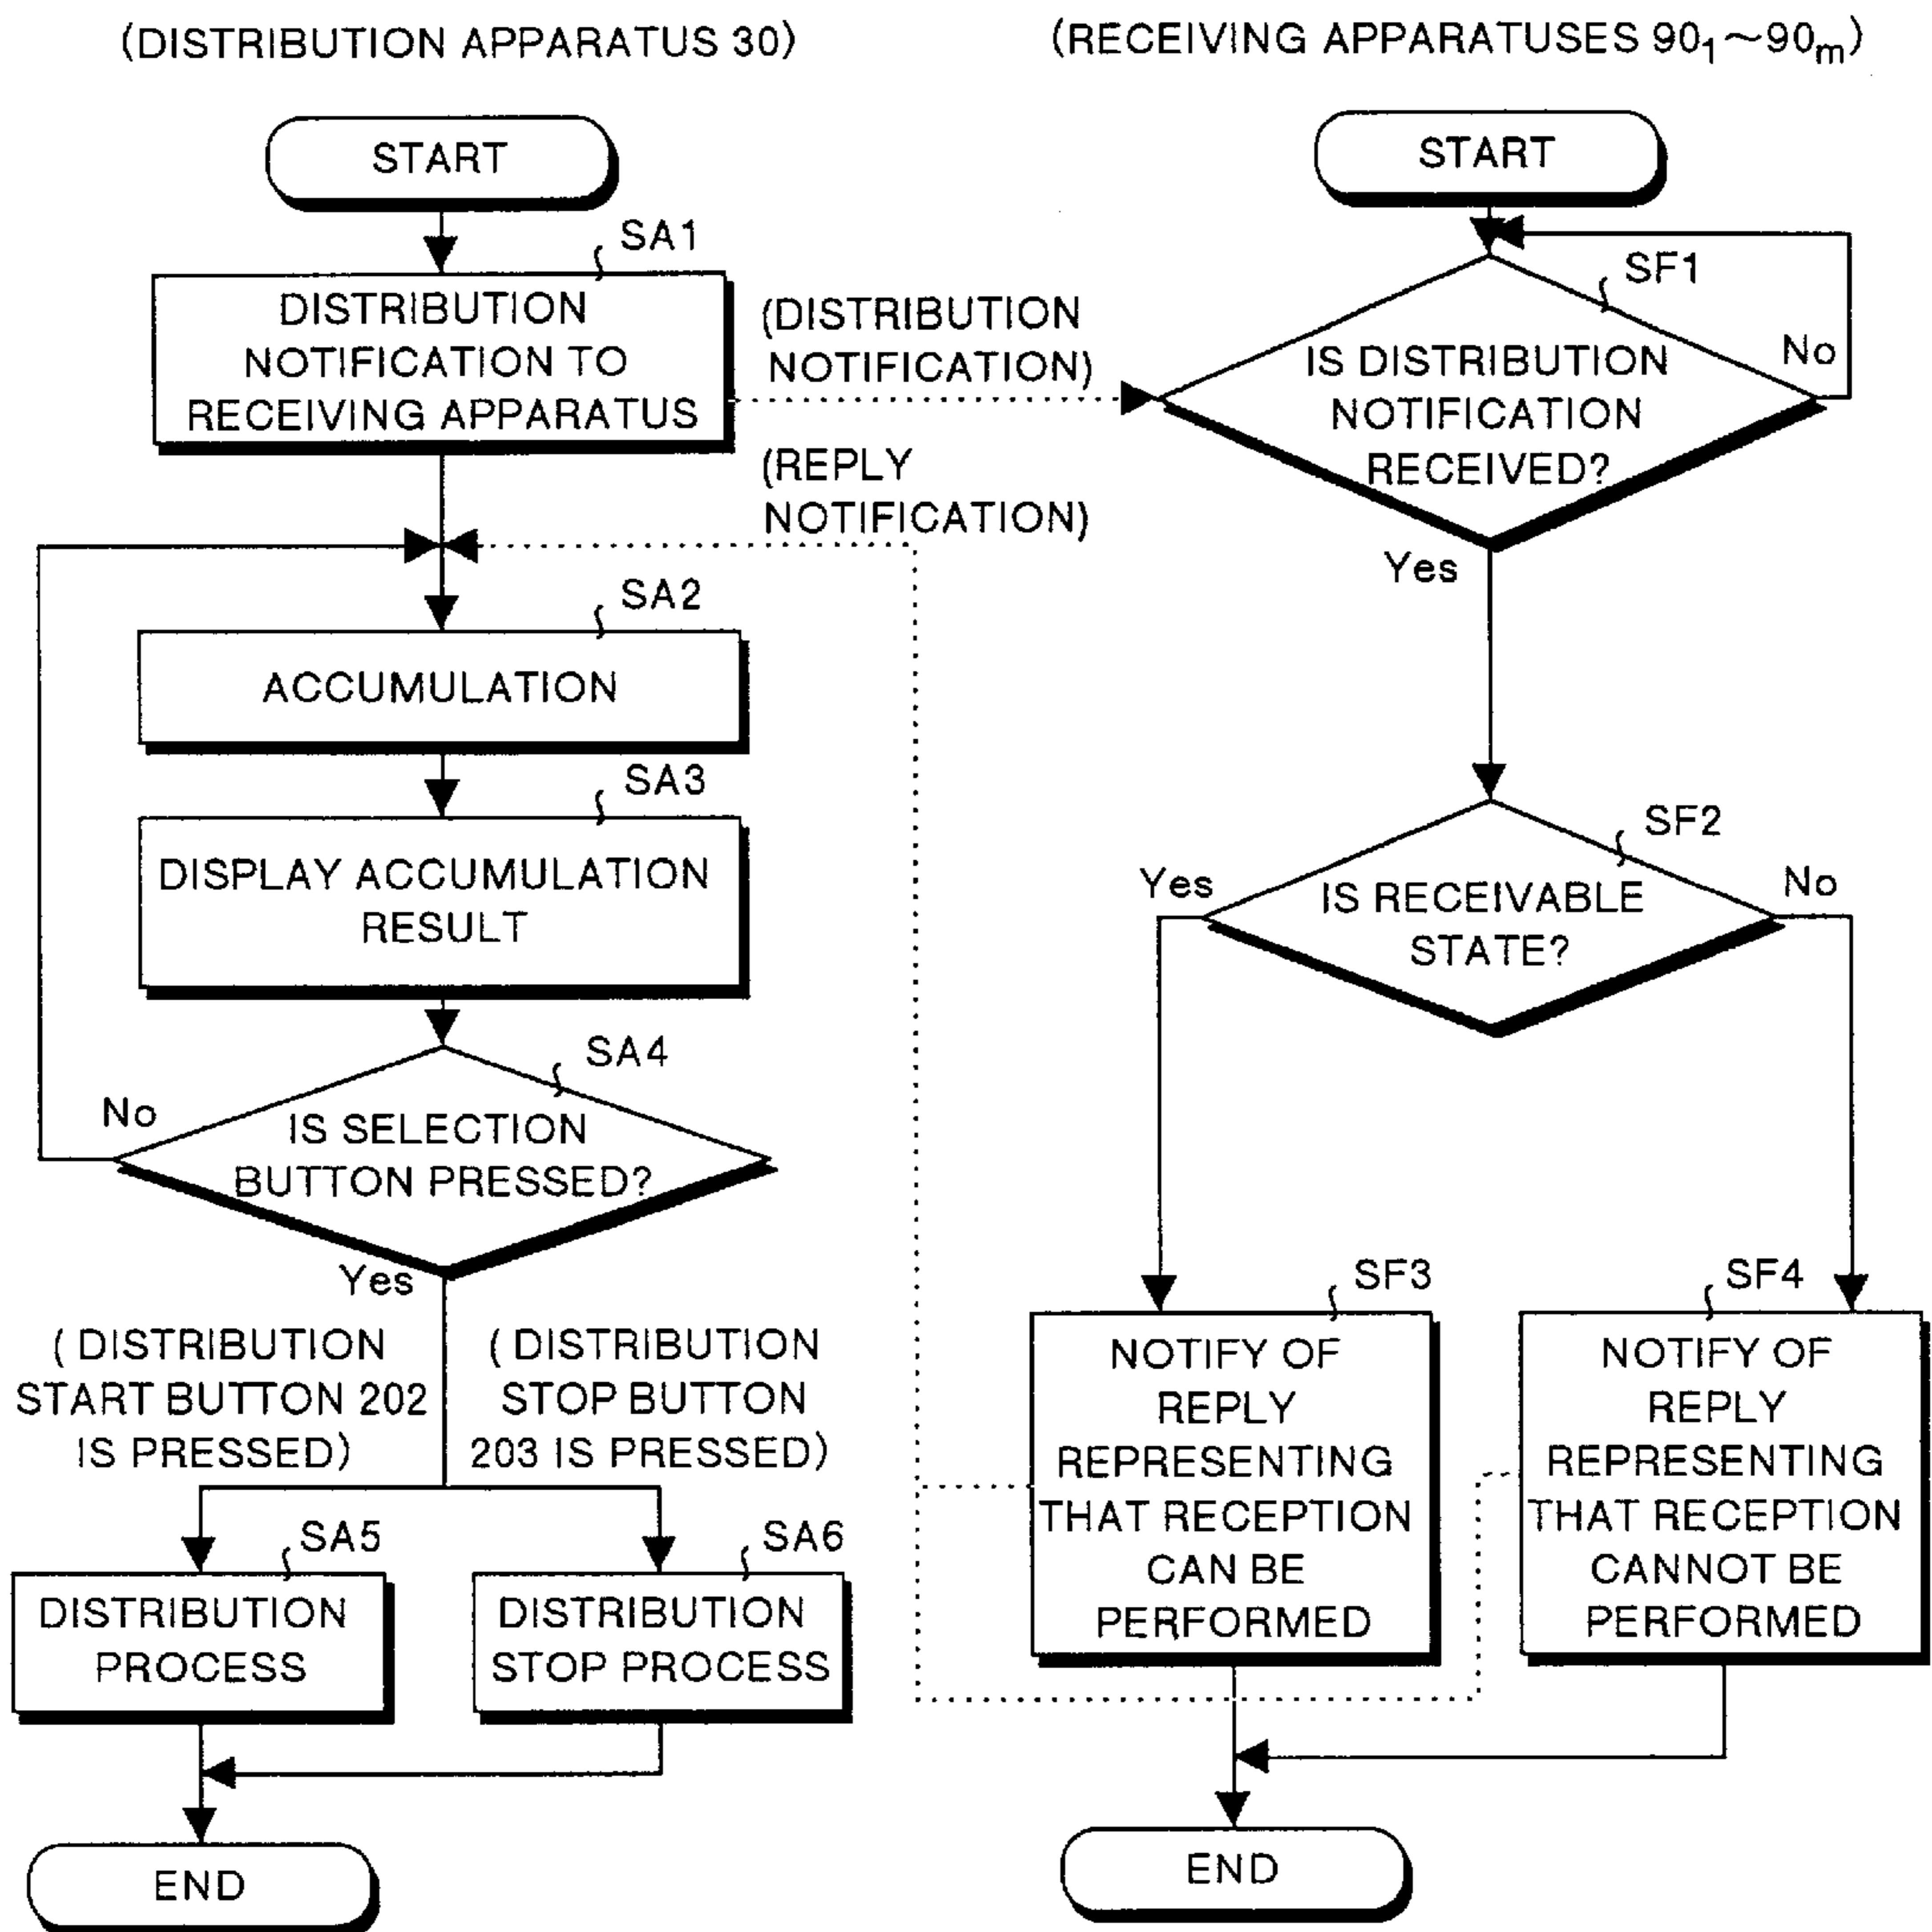 (DISTRIBUTION APPARATUS 30)
START
SA1
DISTRIBUTION
NOTIFICATION TO
RECEIVING APPARATUS
(DISTRIBUTION
NOTIFICATION)
(REPLY
NOTIFICATION)
SA2
ACCUMULATION
SA3
DISPLAY ACCUMULATION
RESULT
SA4
No
IS SELECTION
BUTTON PRESSED?
Yes
( DISTRIBUTION
START BUTTON 202
IS PRESSED)
( DISTRIBUTION
STOP BUTTON
203 IS PRESSED)
SA5
DISTRIBUTION
PROCESS
SA6
DISTRIBUTION
STOP PROCESS
END
(RECEIVING APPARATUSES 90₁~90ₘ)
START
SF1
IS DISTRIBUTION
NOTIFICATION
RECEIVED?
No
Yes
SF2
Yes
IS RECEIVABLE
STATE?
No
SF3
NOTIFY OF
REPLY
REPRESENTING
THAT RECEPTION
CAN BE
PERFORMED
SF4
NOTIFY OF
REPLY
REPRESENTING
THAT RECEPTION
CANNOT BE
PERFORMED
END